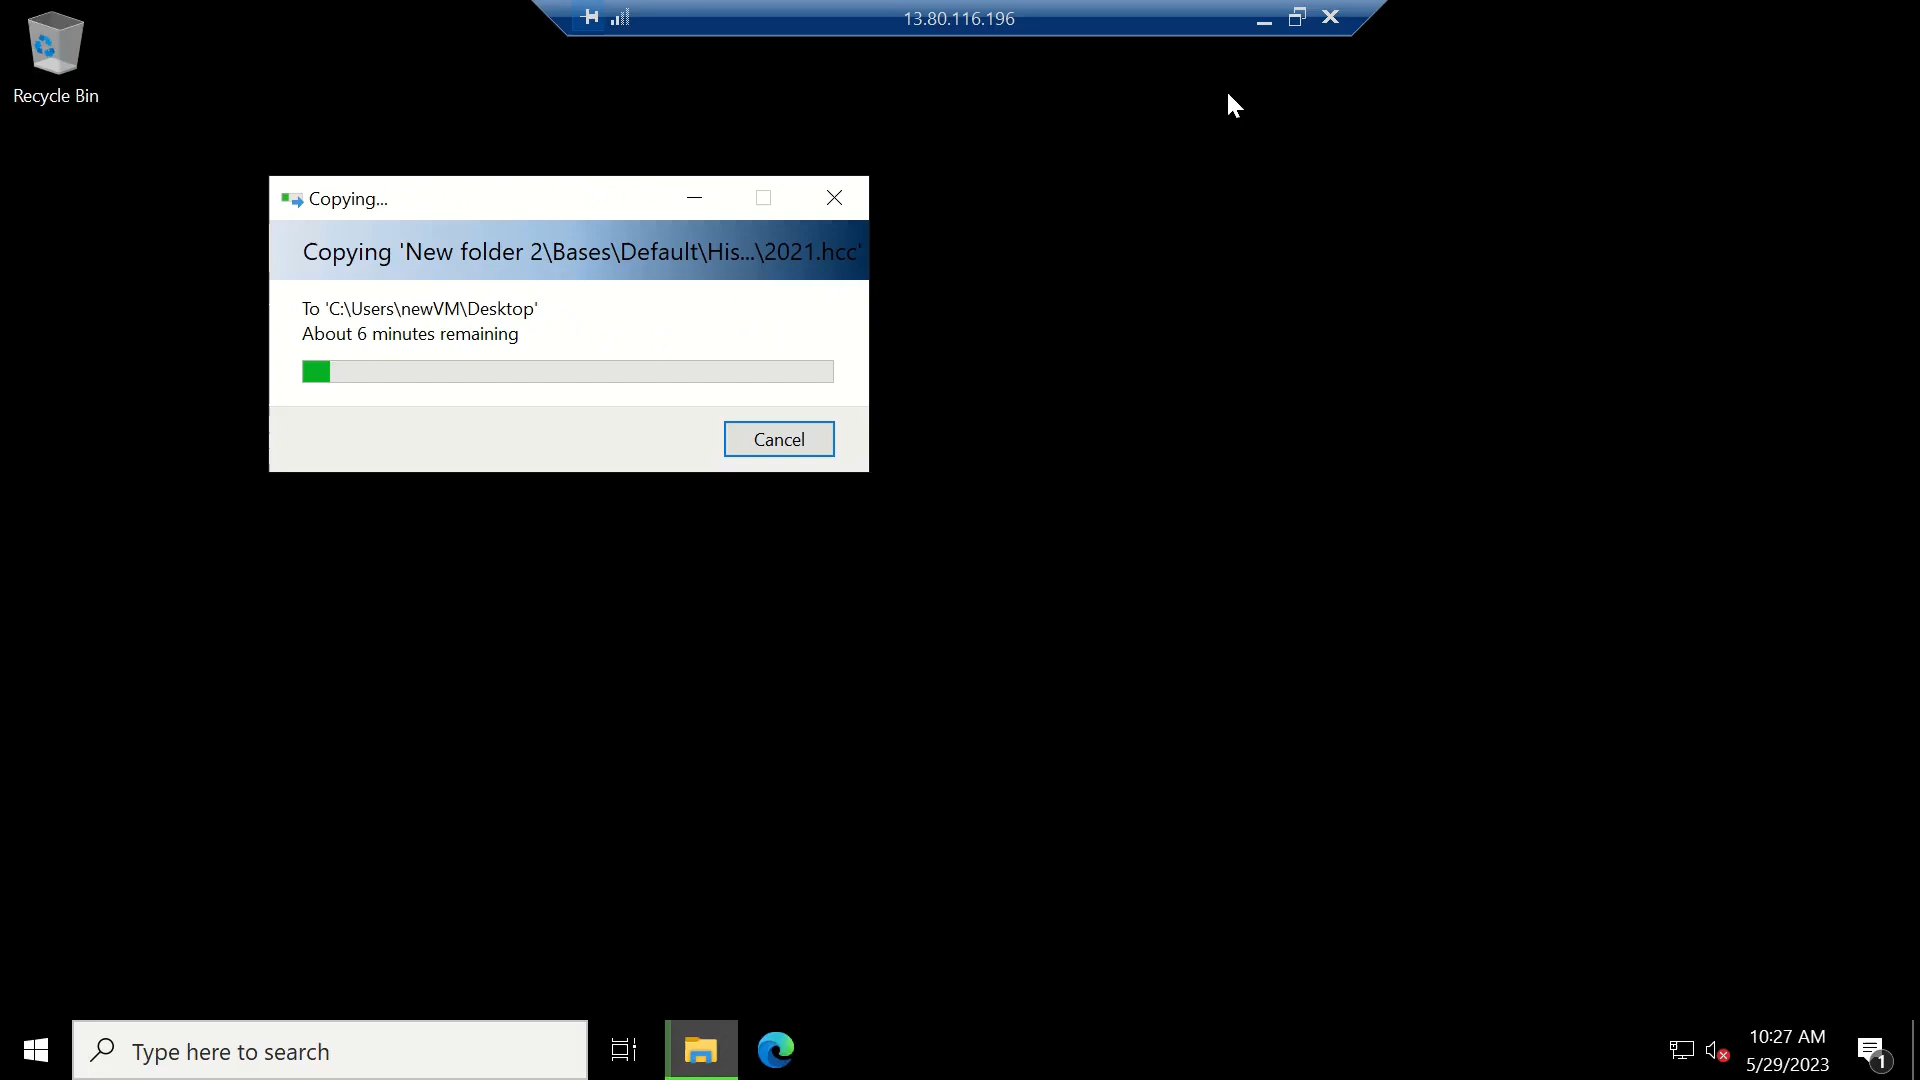 13.80.116.196
Recycle Bin
Copying...
Copying 'New folder 2\Bases\Default\His...\2021.hcc'
To 'C:\Users\newVM\Desktop'
About 6 minutes remaining
Cancel
Type here to search
10:27 AM
5/29/2023
1